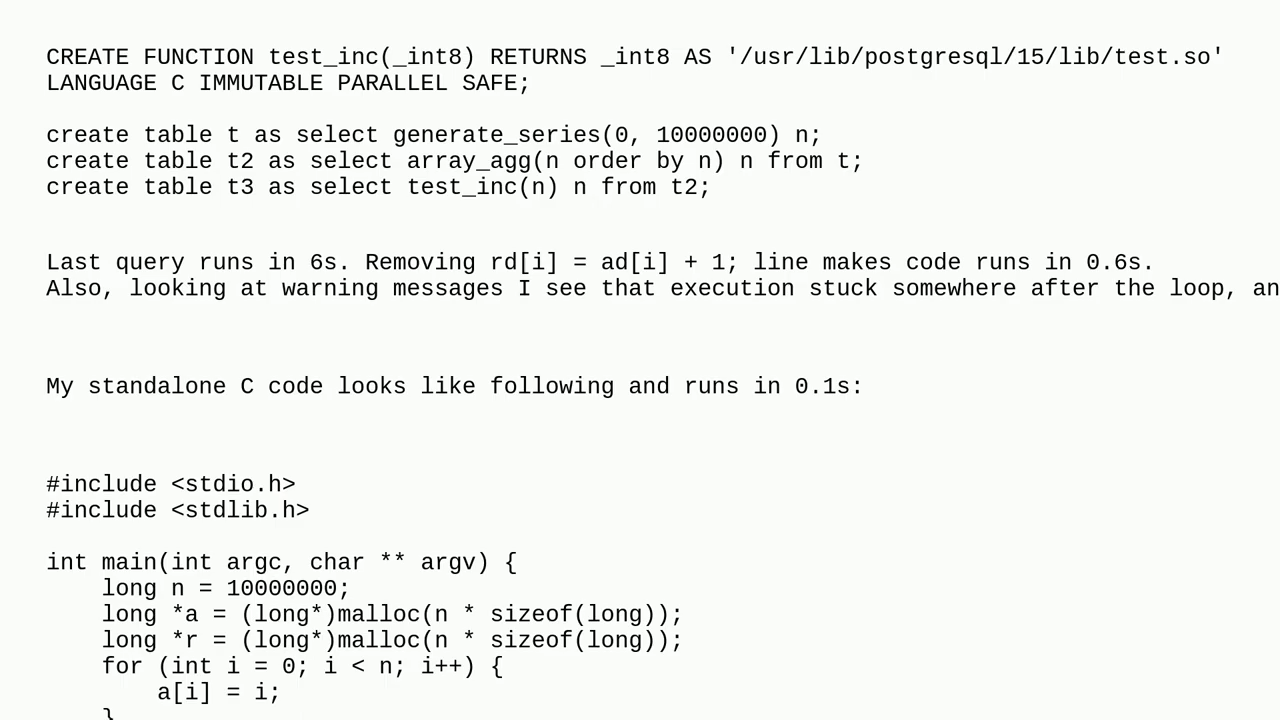 CREATE FUNCTION test_inc(_int8) RETURNS _int8 AS '/usr/lib/postgresql/15/lib/test.so'
LANGUAGE C IMMUTABLE PARALLEL SAFE;
create table t as select generate_series(0, 10000000) n;
create table t2 as select array_agg(n order by n) n from t;
create table t3 as select test_inc(n) n from t2;
Last query runs in 6s. Removing rd[i] = ad[i] + 1; line makes code runs in 0.6s.
Also, looking at warning messages I see that execution stuck somewhere after the loop,
My standalone C code looks like following and runs in 0.1s:
#include <stdio.h>
#include <stdlib.h>
int main(int argc, char ** argv) {
    long n = 10000000;
    long *a = (long*)malloc(n * sizeof(long));
    long *r = (long*)malloc(n * sizeof(long));
    for (int i = 0; i < n; i++) {
        a[i] = i;
    }